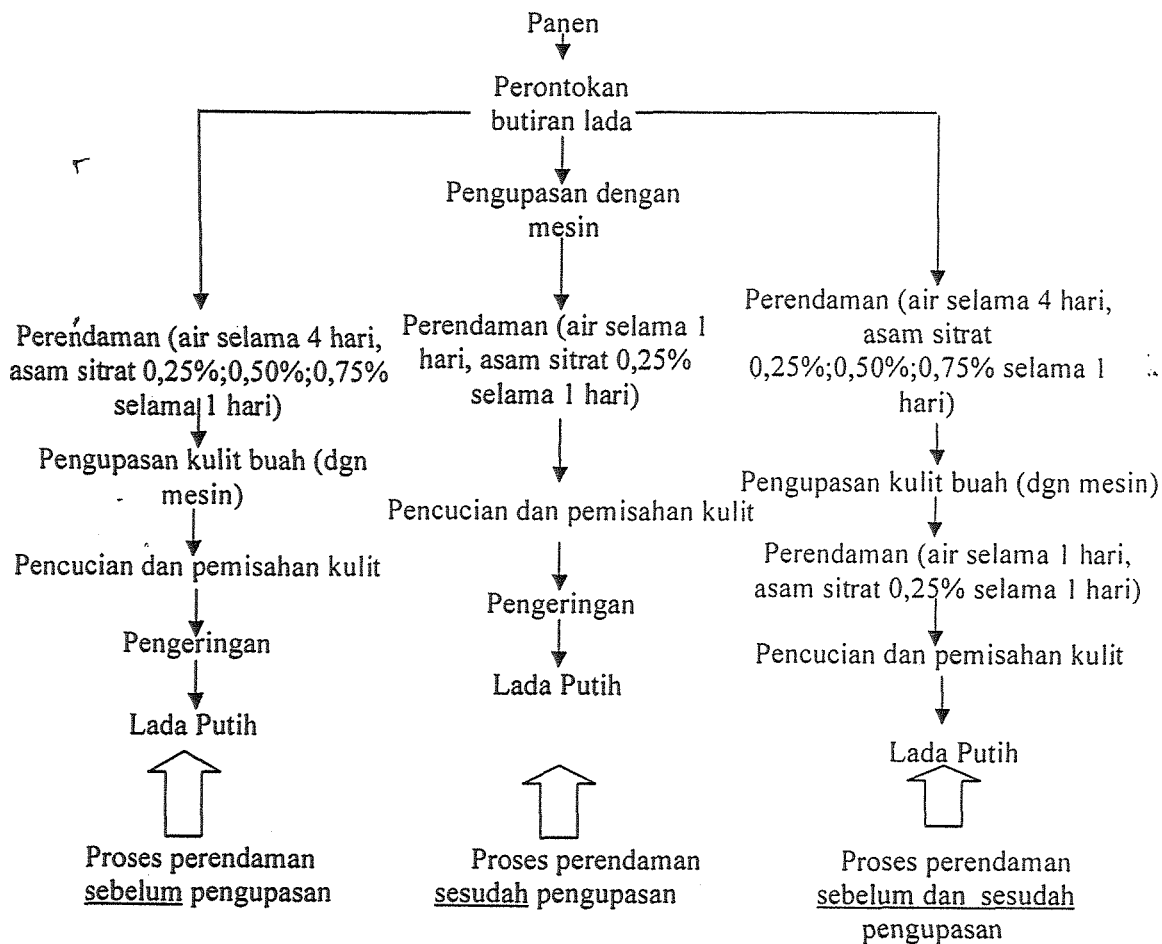 Panen
Perontokan
butiran lada
Pengupasan dengan
mesin
Perendaman (air selama 4 hari,
asam sitrat 0,25%;0,50%;0,75%
selama 1 hari)
Pengupasan kulit buah (dgn
mesin)
Pencucian dan pemisahan kulit
Pengeringan
Lada Putih
Proses perendaman
sebelum pengupasan
Perendaman (air selama 1
hari, asam sitrat 0,25%
selama 1 hari)
Pencucian dan pemisahan kulit
Pengeringan
Lada Putih
Proses perendaman
sesudah pengupasan
Perendaman (air selama 4 hari,
asam sitrat
0,25%;0,50%;0,75% selama 1
hari)
Pengupasan kulit buah (dgn mesin)
Perendaman (air selama 1 hari,
asam sitrat 0,25% selama 1 hari)
Pencucian dan pemisahan kulit
Lada Putih
Proses perendaman
sebelum dan sesudah
pengupasan